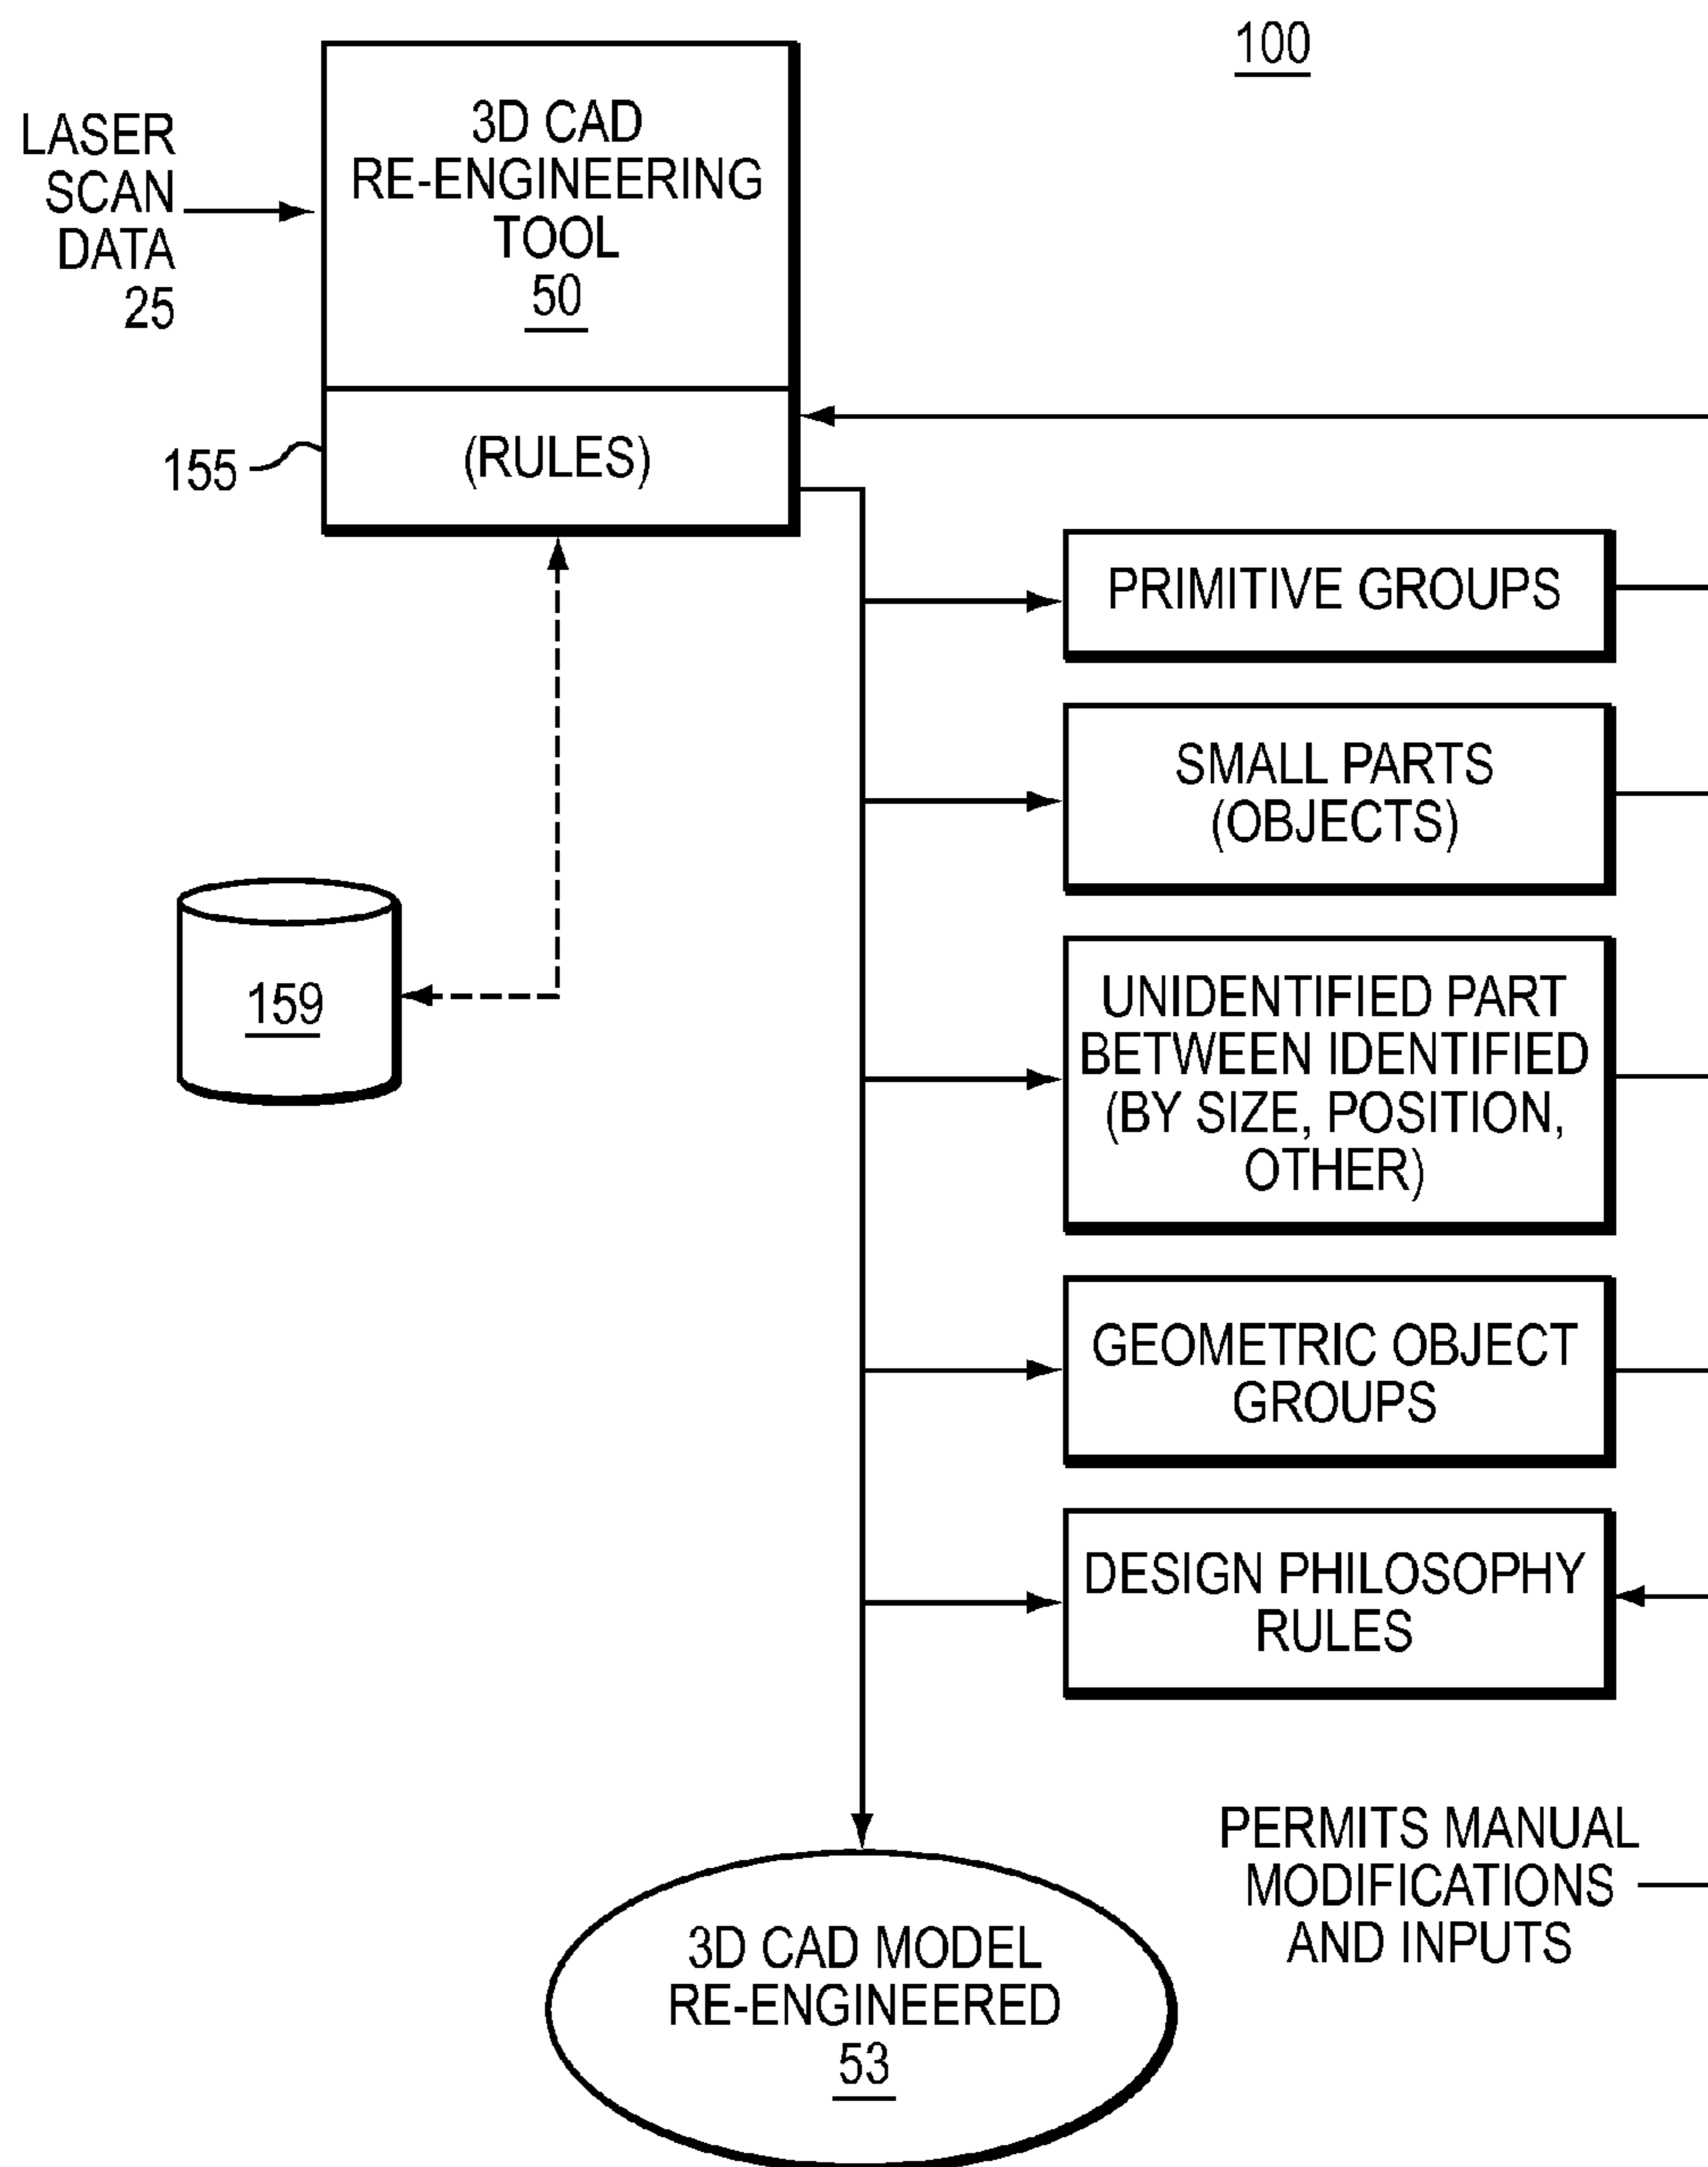 100
LASER
SCAN
DATA
25
3D CAD
RE-ENGINEERING
TOOL
50
155
(RULES)
PRIMITIVE GROUPS
SMALL PARTS
(OBJECTS)
159
UNIDENTIFIED PART
BETWEEN IDENTIFIED
(BY SIZE, POSITION,
OTHER)
GEOMETRIC OBJECT
GROUPS
DESIGN PHILOSOPHY
RULES
PERMITS MANUAL
MODIFICATIONS
AND INPUTS
3D CAD MODEL
RE-ENGINEERED
53